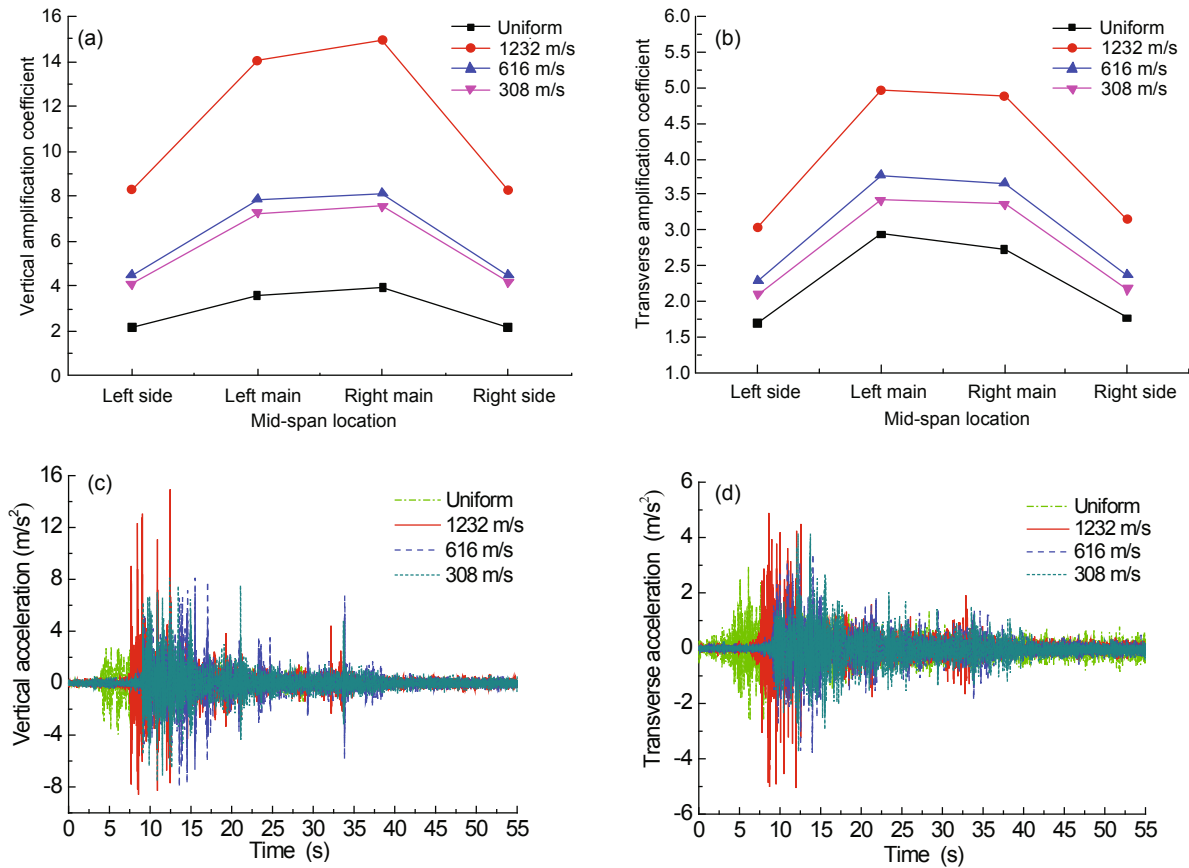 (a)
Uniform
1232 m/s
616 m/s
308 m/s
Vertical amplification coefficient
16
14
12
16
8
6
4
2
0
Left side Left main Right main Right side
Mid-span location
(b)
Uniform
1232 m/s
616 m/s
308 m/s
Transverse amplification coefficient
6.0
5.5
5.0
4.5
4.0
3.5
3.0
2.5
2.0
1.5
1.0
Left side Left main Right main Right side
Mid-span location
(c)
Uniform
1232 m/s
616 m/s
308 m/s
Vertical acceleration (m/s²)
16
12
8
4
0
-4
-8
0 5 10 15 20 25 30 35 40 45 50 55
Time (s)
(d)
Uniform
1232 m/s
616 m/s
308 m/s
Transverse acceleration (m/s²)
6
4
2
0
-2
-4
-6
0 5 10 15 20 25 30 35 40 45 50 55
Time (s)